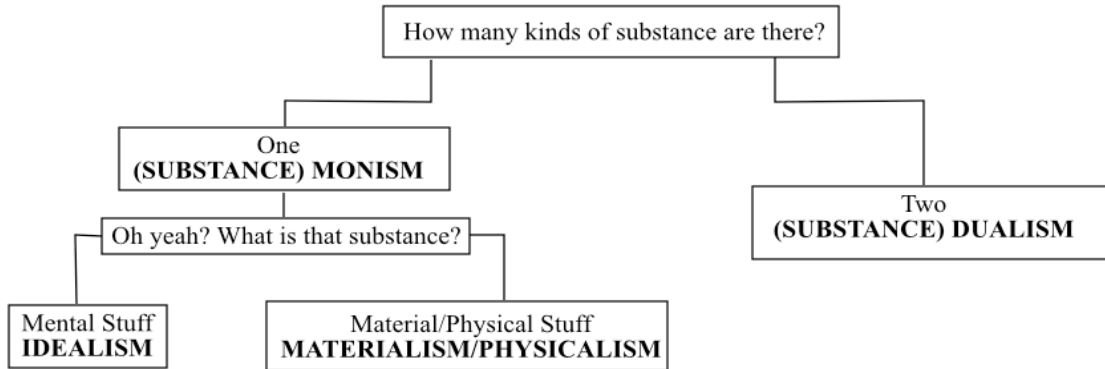 How many kinds of substance are there?
One
(SUBSTANCE) MONISM
Two
(SUBSTANCE) DUALISM
Oh yeah? What is that substance?
Mental Stuff
IDEALISM
Material/Physical Stuff
MATERIALISM/PHYSICALISM